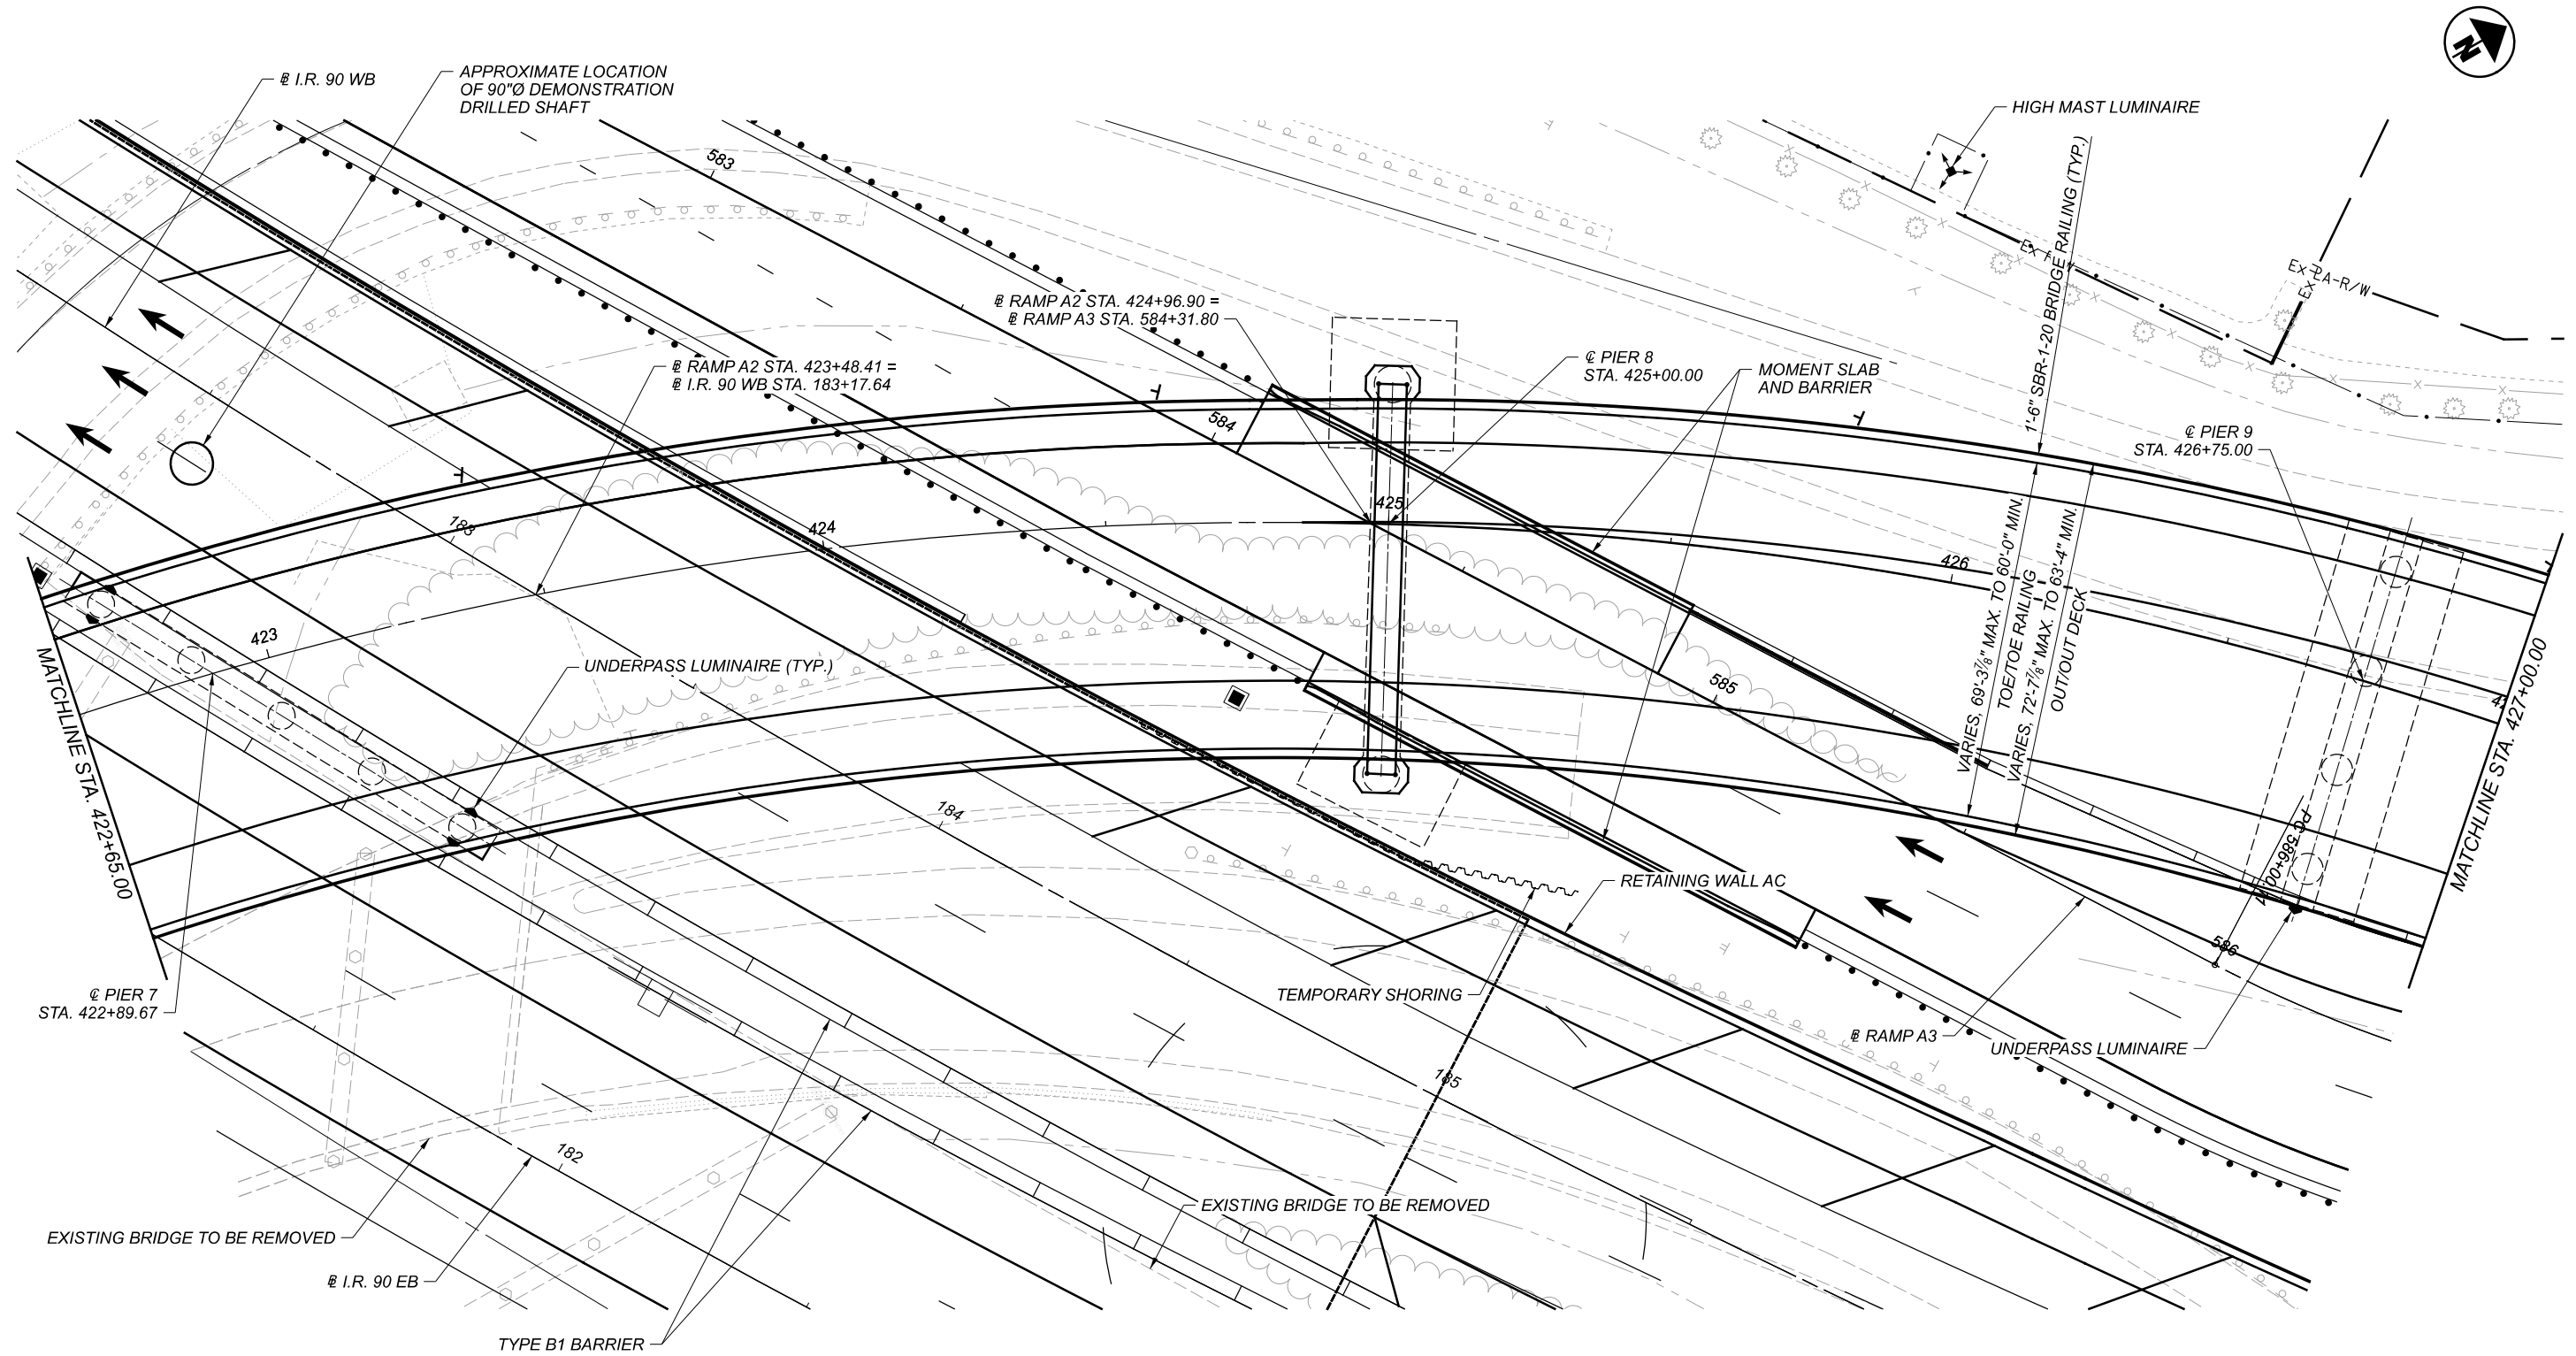 N
℄ I.R. 90 WB
APPROXIMATE LOCATION
OF 90"Ø DEMONSTRATION
DRILLED SHAFT
HIGH MAST LUMINAIRE
583
1'-6" SBR-1-20 BRIDGE RAILING (TYP.)
Ex LA-R/W
Ex
℄ RAMP A2 STA. 424+96.90 =
℄ RAMP A3 STA. 584+31.80
℄ RAMP A2 STA. 423+48.41 =
℄ I.R. 90 WB STA. 183+17.64
℄ PIER 8
STA. 425+00.00
MOMENT SLAB
AND BARRIER
584
℄ PIER 9
STA. 426+75.00
425
183
424
426
423
VARIES, 69'-3⅞" MAX. TO 60'-0" MIN.
TOE/TOE RAILING
VARIES, 72'-7⅞" MAX. TO 63'-4" MIN.
OUT/OUT DECK
UNDERPASS LUMINAIRE (TYP.)
585
MATCHLINE STA. 422+65.00
MATCHLINE STA. 427+00.00
184
RETAINING WALL AC
586
℄ PIER 7
STA. 422+89.67
TEMPORARY SHORING
℄ RAMP A3
UNDERPASS LUMINAIRE
185
182
EXISTING BRIDGE TO BE REMOVED
EXISTING BRIDGE TO BE REMOVED
℄ I.R. 90 EB
TYPE B1 BARRIER